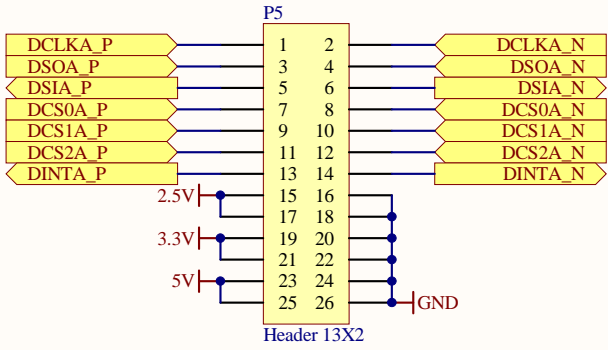 P5
DCLKA_P 1 2 DCLKA_N
DSOA_P 3 4 DSOA_N
DSIA_P 5 6 DSIA_N
DCS0A_P 7 8 DCS0A_N
DCS1A_P 9 10 DCS1A_N
DCS2A_P 11 12 DCS2A_N
DINTA_P 13 14 DINTA_N
2.5V 15 16
17 18
3.3V 19 20
21 22
5V 23 24
25 26 GND
Header 13X2